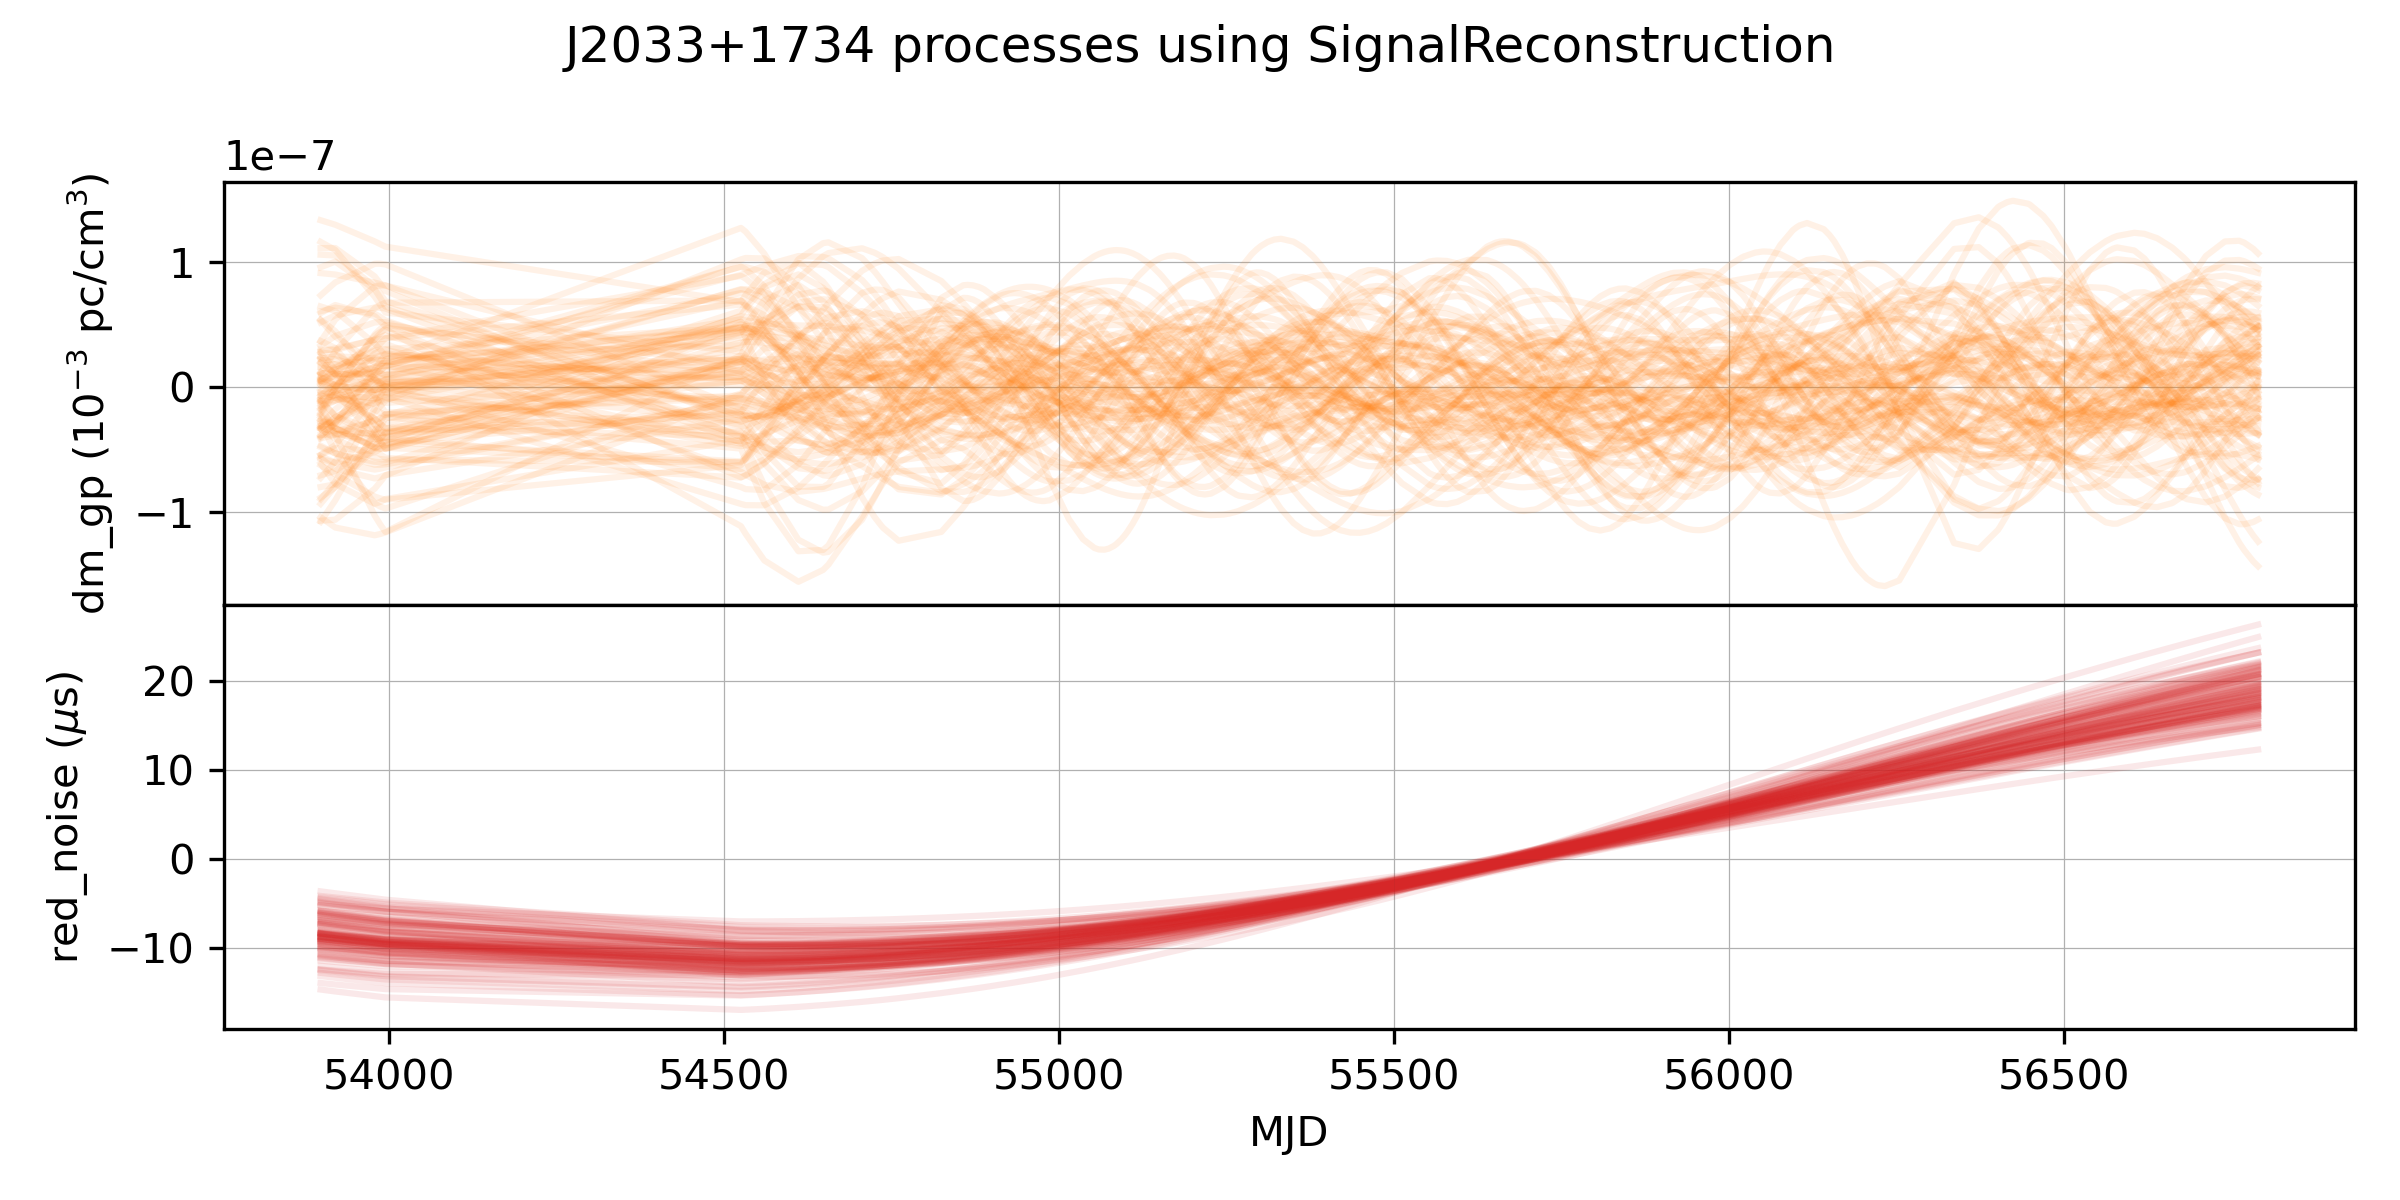 J2033+1734 processes using SignalReconstruction
1e−7
dm_gp (10⁻³ pc/cm³)
1
0
−1
red_noise (μs)
20
10
0
−10
54000 54500 55000 55500 56000 56500
MJD